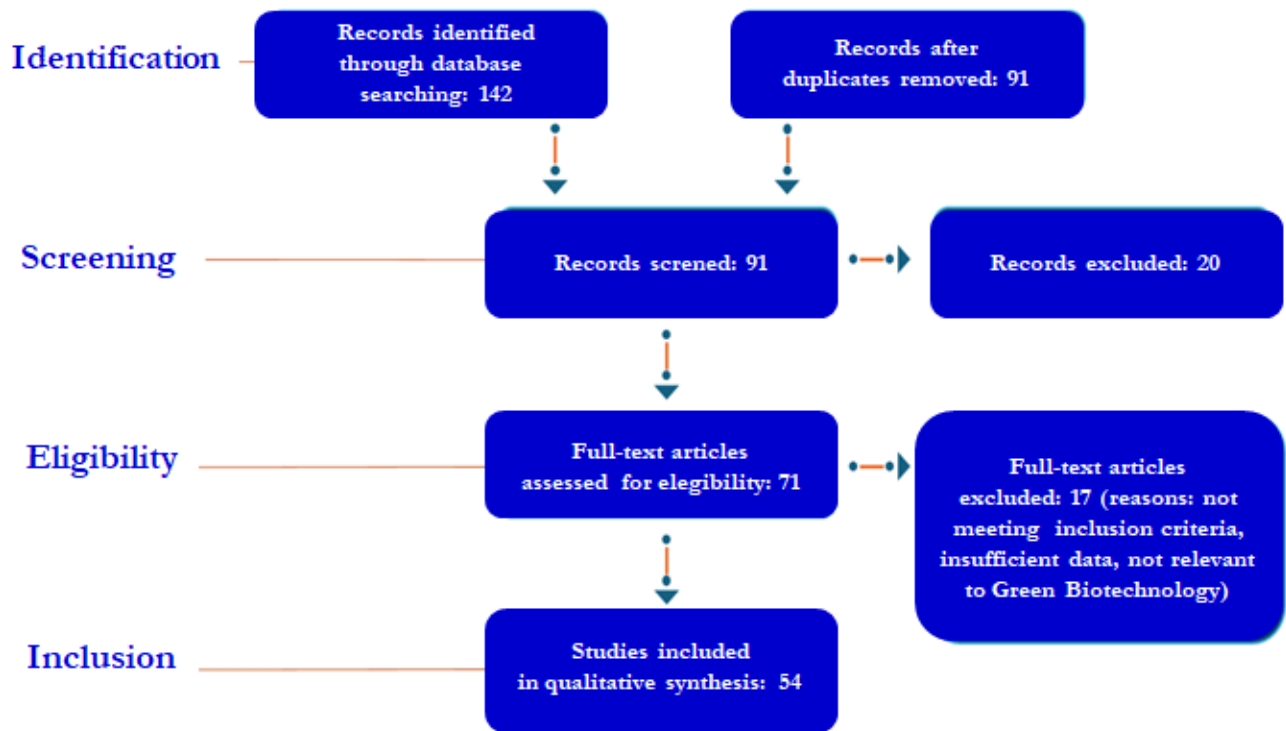 Identification
Records identified
through database
searching: 142
Records after
duplicates removed: 91
Screening
Records screned: 91
Records excluded: 20
Eligibility
Full-text articles
assessed for elegibility: 71
Full-text articles
excluded: 17 (reasons: not
meeting inclusion criteria,
insufficient data, not relevant
to Green Biotechnology)
Inclusion
Studies included
in qualitative synthesis: 54